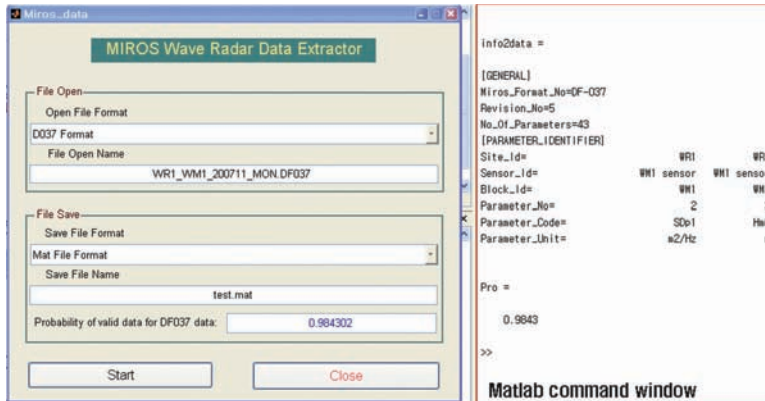 Miros_data
MIROS Wave Radar Data Extractor
File Open
Open File Format
D037 Format
File Open Name
WR1_WM1_200711_MON.DF037
File Save
Save File Format
Mat File Format
Save File Name
test.mat
Probability of valid data for DF037 data: 0.984302
Start Close
info2data =
[GENERAL]
Miros_Format_No=DF-037
Revision_No=5
No_Of_Parameters=43
[PARAMETER_IDENTIFIER]
Site_Id= WR1
Sensor_Id= WM1 sensor WM1
Block_Id= WM1
Parameter_No= 2
Parameter_Code= SDp1
Parameter_Unit= m2/Hz
Pro =
0.9843
>>
Matlab command window